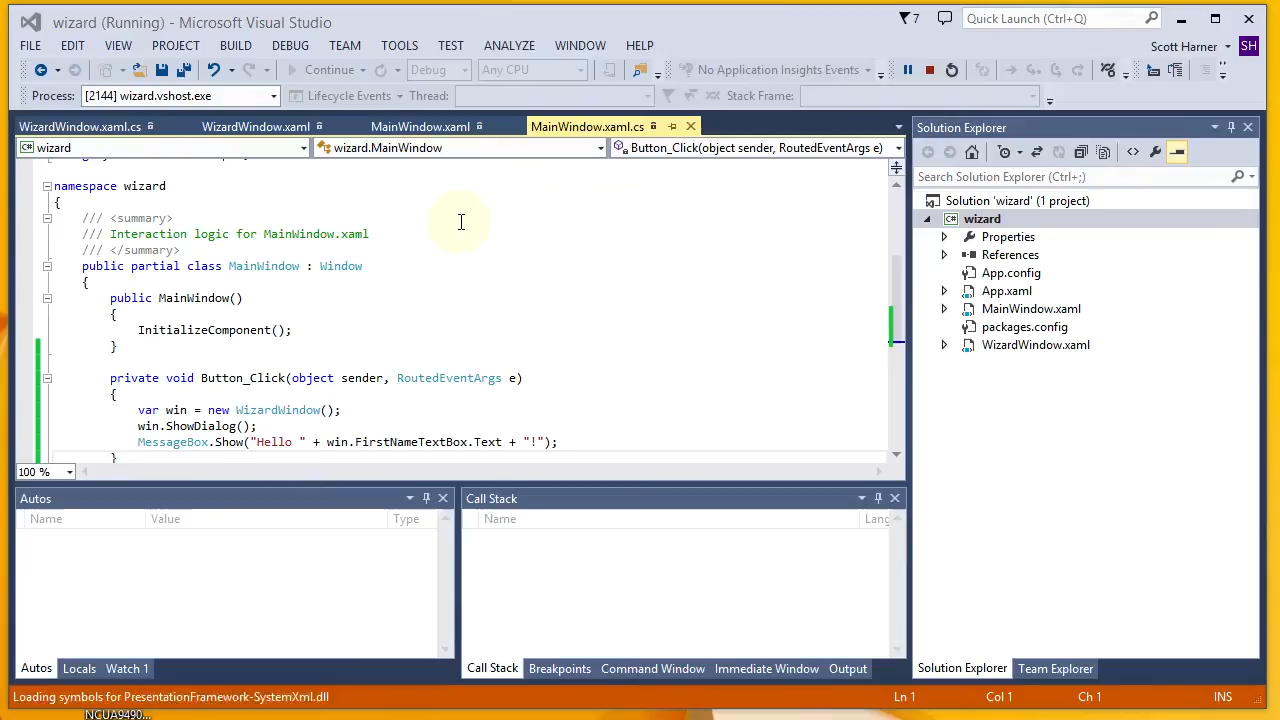 wizard (Running) - Microsoft Visual Studio
7
Quick Launch (Ctrl+Q)
FILE EDIT VIEW PROJECT BUILD DEBUG TEAM TOOLS TEST ANALYZE WINDOW HELP
Scott Harner SH
Continue Debug Any CPU No Application Insights Events
Process: [2144] wizard.vshost.exe Lifecycle Events Thread: Stack Frame:
WizardWindow.xaml.cs WizardWindow.xaml MainWindow.xaml MainWindow.xaml.cs
wizard wizard.MainWindow Button_Click(object sender, RoutedEventArgs e)
namespace wizard
{
/// <summary>
/// Interaction logic for MainWindow.xaml
/// </summary>
public partial class MainWindow : Window
{
public MainWindow()
{
InitializeComponent();
}
private void Button_Click(object sender, RoutedEventArgs e)
{
var win = new WizardWindow();
win.ShowDialog();
MessageBox.Show("Hello " + win.FirstNameTextBox.Text + "!");
}
100 %
Autos
Name Value Type
Autos Locals Watch 1
Call Stack
Name Lang
Call Stack Breakpoints Command Window Immediate Window Output
Solution Explorer
Search Solution Explorer (Ctrl+;)
Solution 'wizard' (1 project)
C# wizard
Properties
References
App.config
App.xaml
MainWindow.xaml
packages.config
WizardWindow.xaml
Solution Explorer Team Explorer
Loading symbols for PresentationFramework-SystemXml.dll Ln 1 Col 1 Ch 1 INS
NCUA9490...